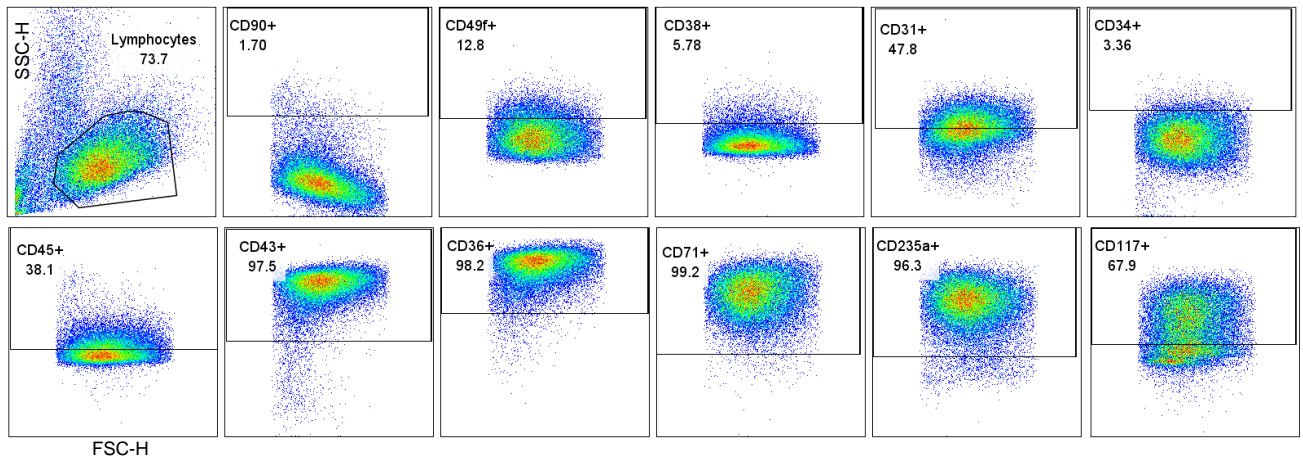 SSC-H
Lymphocytes
73.7
CD90+
1.70
CD49f+
12.8
CD38+
5.78
CD31+
47.8
CD34+
3.36
CD45+
38.1
CD43+
97.5
CD36+
98.2
CD71+
99.2
CD235a+
96.3
CD117+
67.9
FSC-H